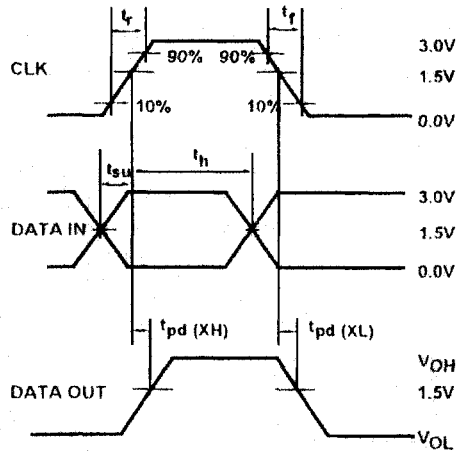 tr tf
3.0V
90% 90%
CLK 1.5V
10% 10%
0.0V
tsu th
3.0V
DATA IN 1.5V
0.0V
tpd (XH) tpd (XL)
VOH
DATA OUT 1.5V
VOL